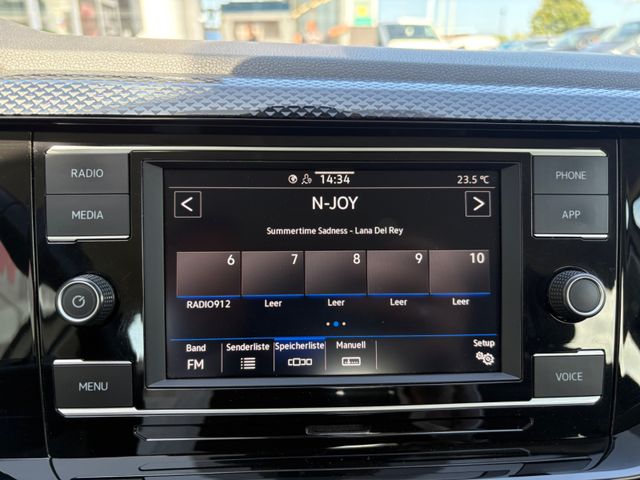 RADIO
MEDIA
MENU
14:34
23.5 °C
< N-JOY >
Summertime Sadness - Lana Del Rey
6 7 8 9 10
RADIO912 Leer Leer Leer Leer
Band Senderliste Speicherliste Manuell Setup
FM
PHONE
APP
VOICE